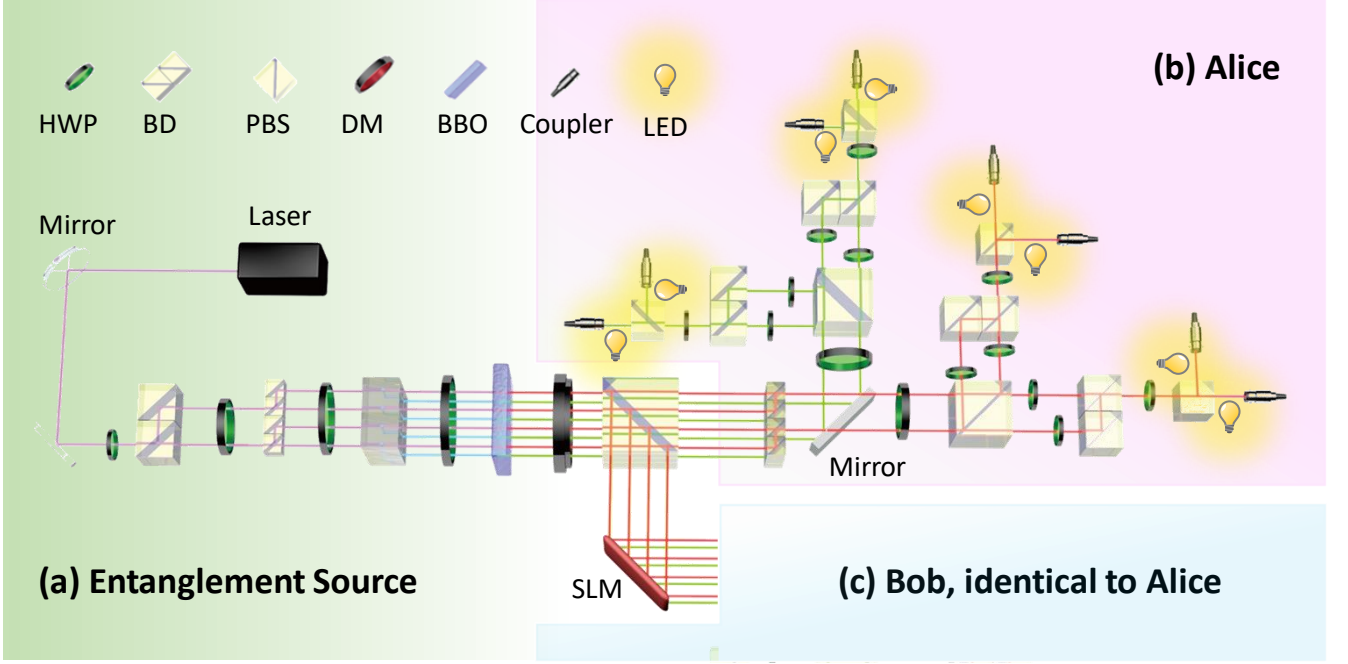 (b) Alice
HWP BD PBS DM BBO Coupler LED
Mirror
Laser
Mirror
(a) Entanglement Source
SLM
(c) Bob, identical to Alice